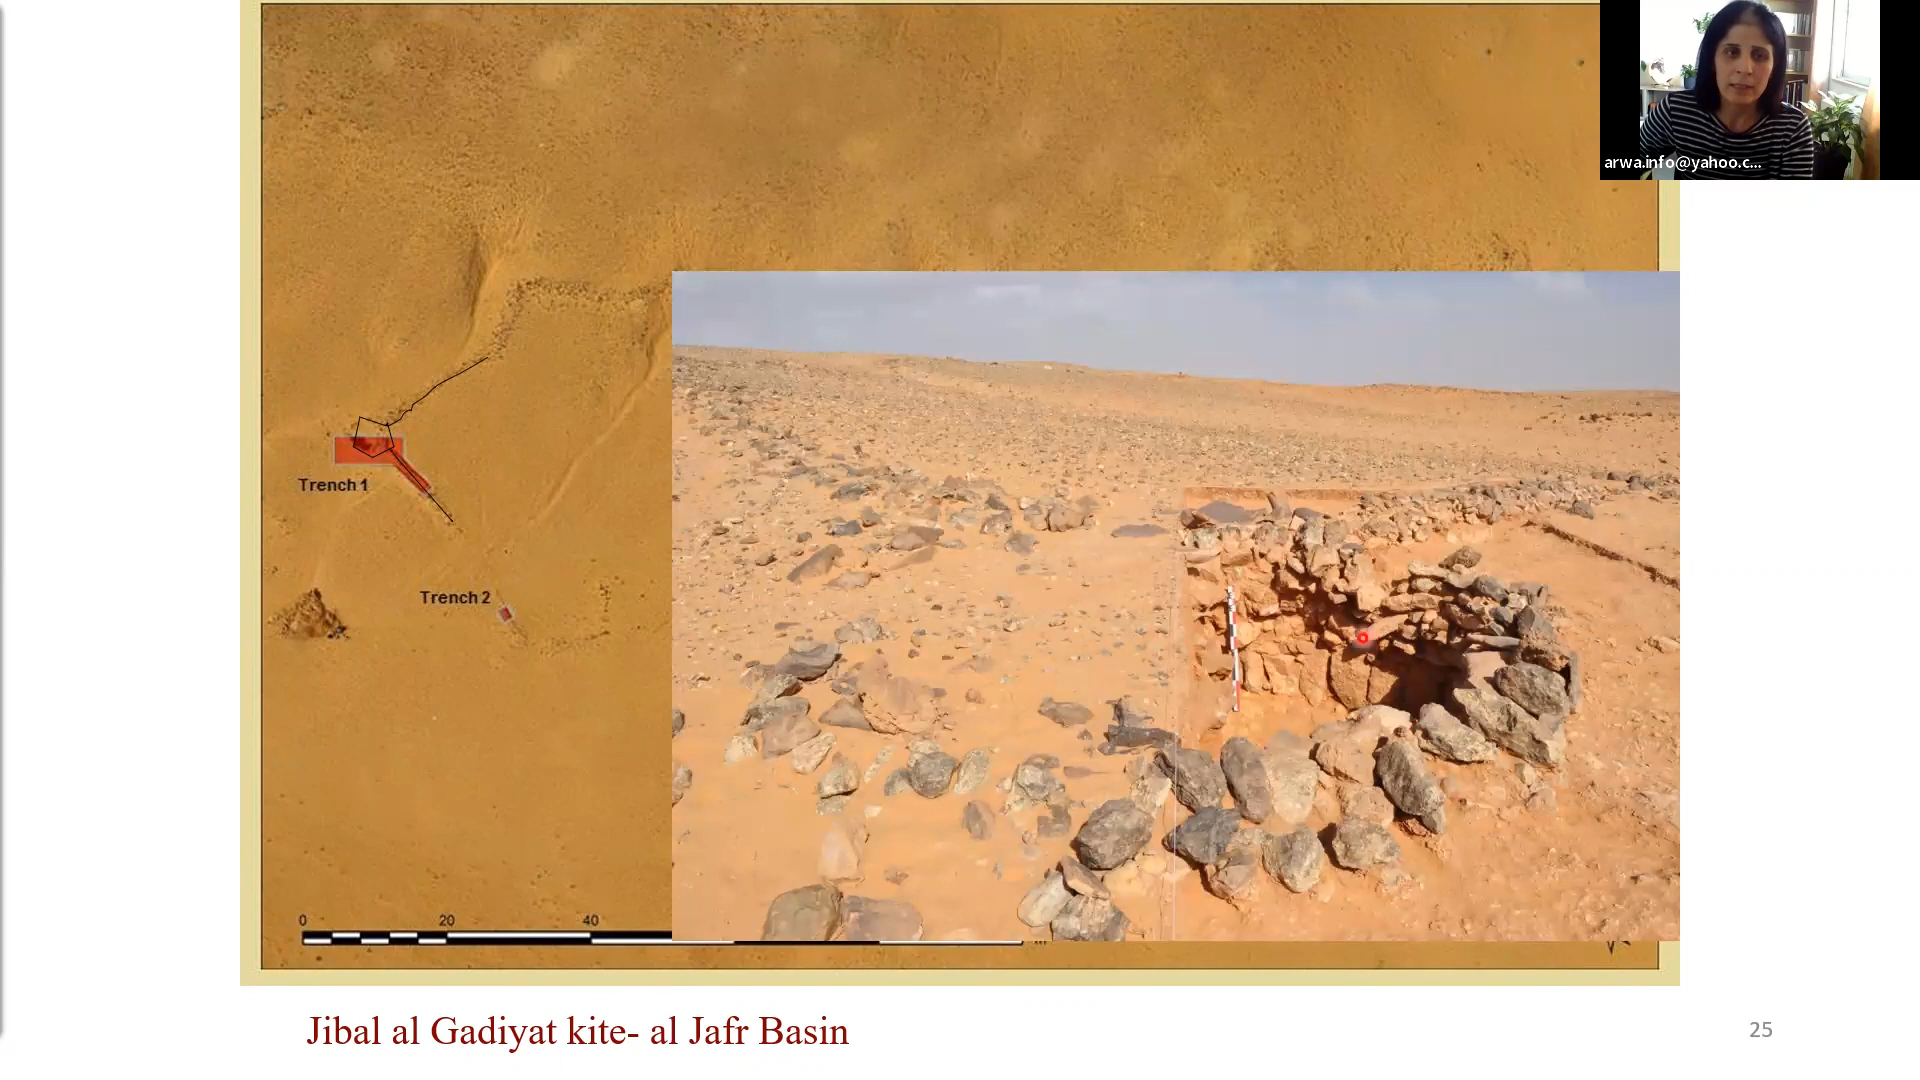 arwa.info@yahoo.c...
Trench 1
Trench 2
0 20 40
Jibal al Gadiyat kite- al Jafr Basin
25